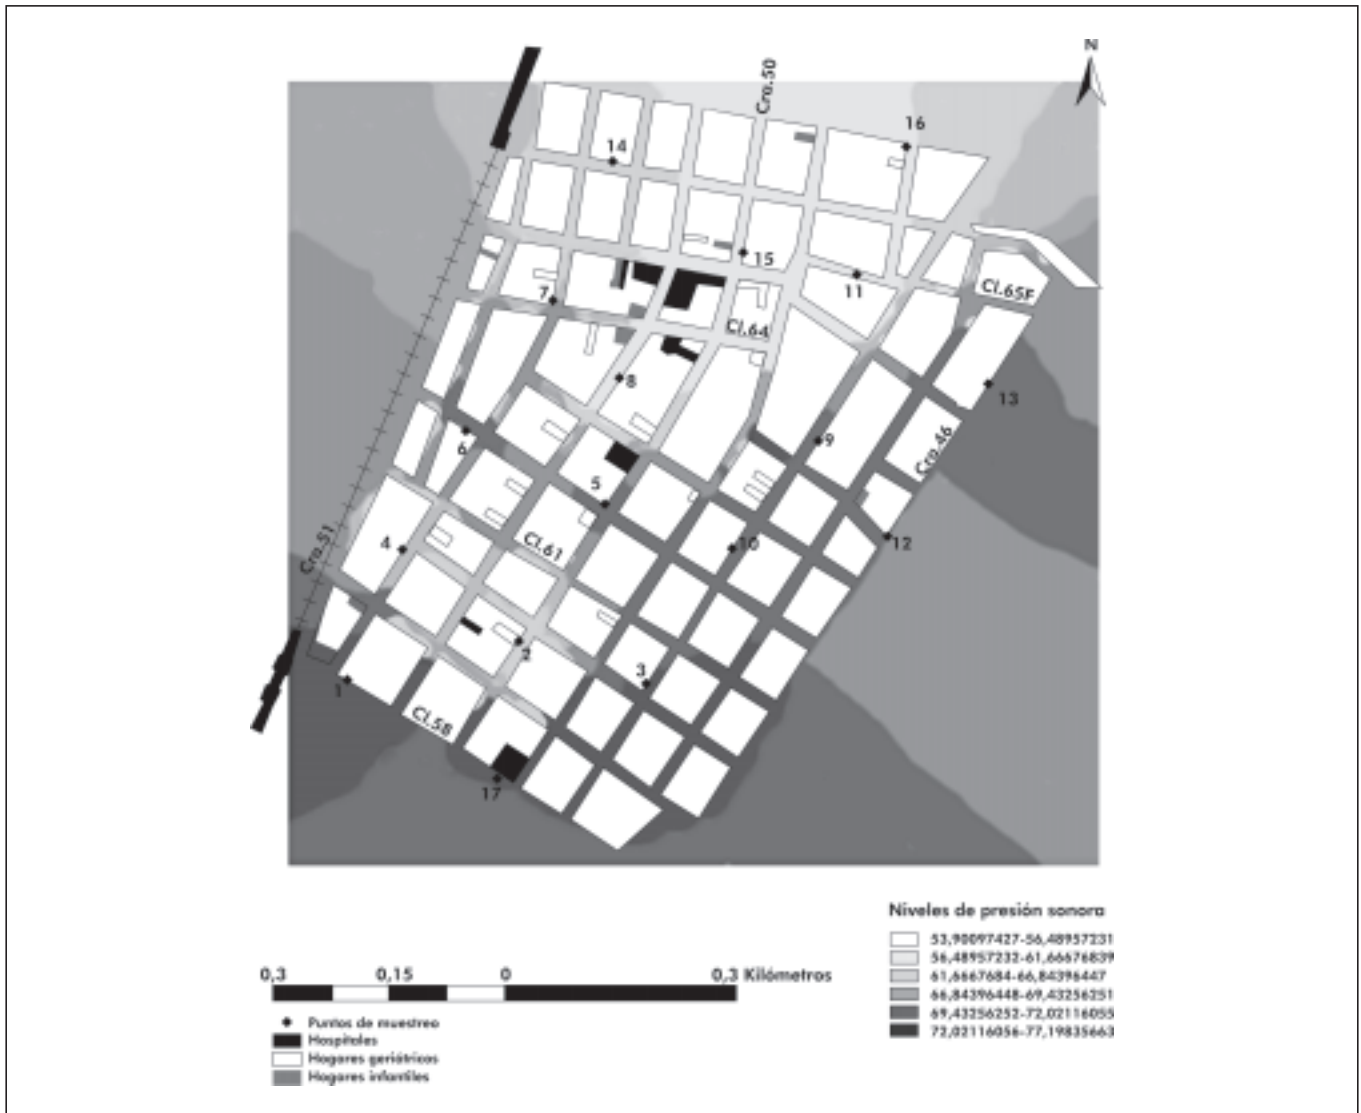 N
Cra.50
16
14
15
11
Cl.65F
7
Cl.64
8
13
9
6
Cra.46
5
Cl.61
4
10
12
Cra.51
2
3
1
Cl.58
17
Niveles de presión sonora
53,90097427-56,48957231
56,48957232-61,66676839
61,6667684-66,84396447
66,84396448-69,43256251
69,43256252-72,02116055
72,02116056-77,19835663
0,3 0,15 0 0,3 Kilómetros
Puntos de muestreo
Hospitales
Hogares geriátricos
Hogares infantiles